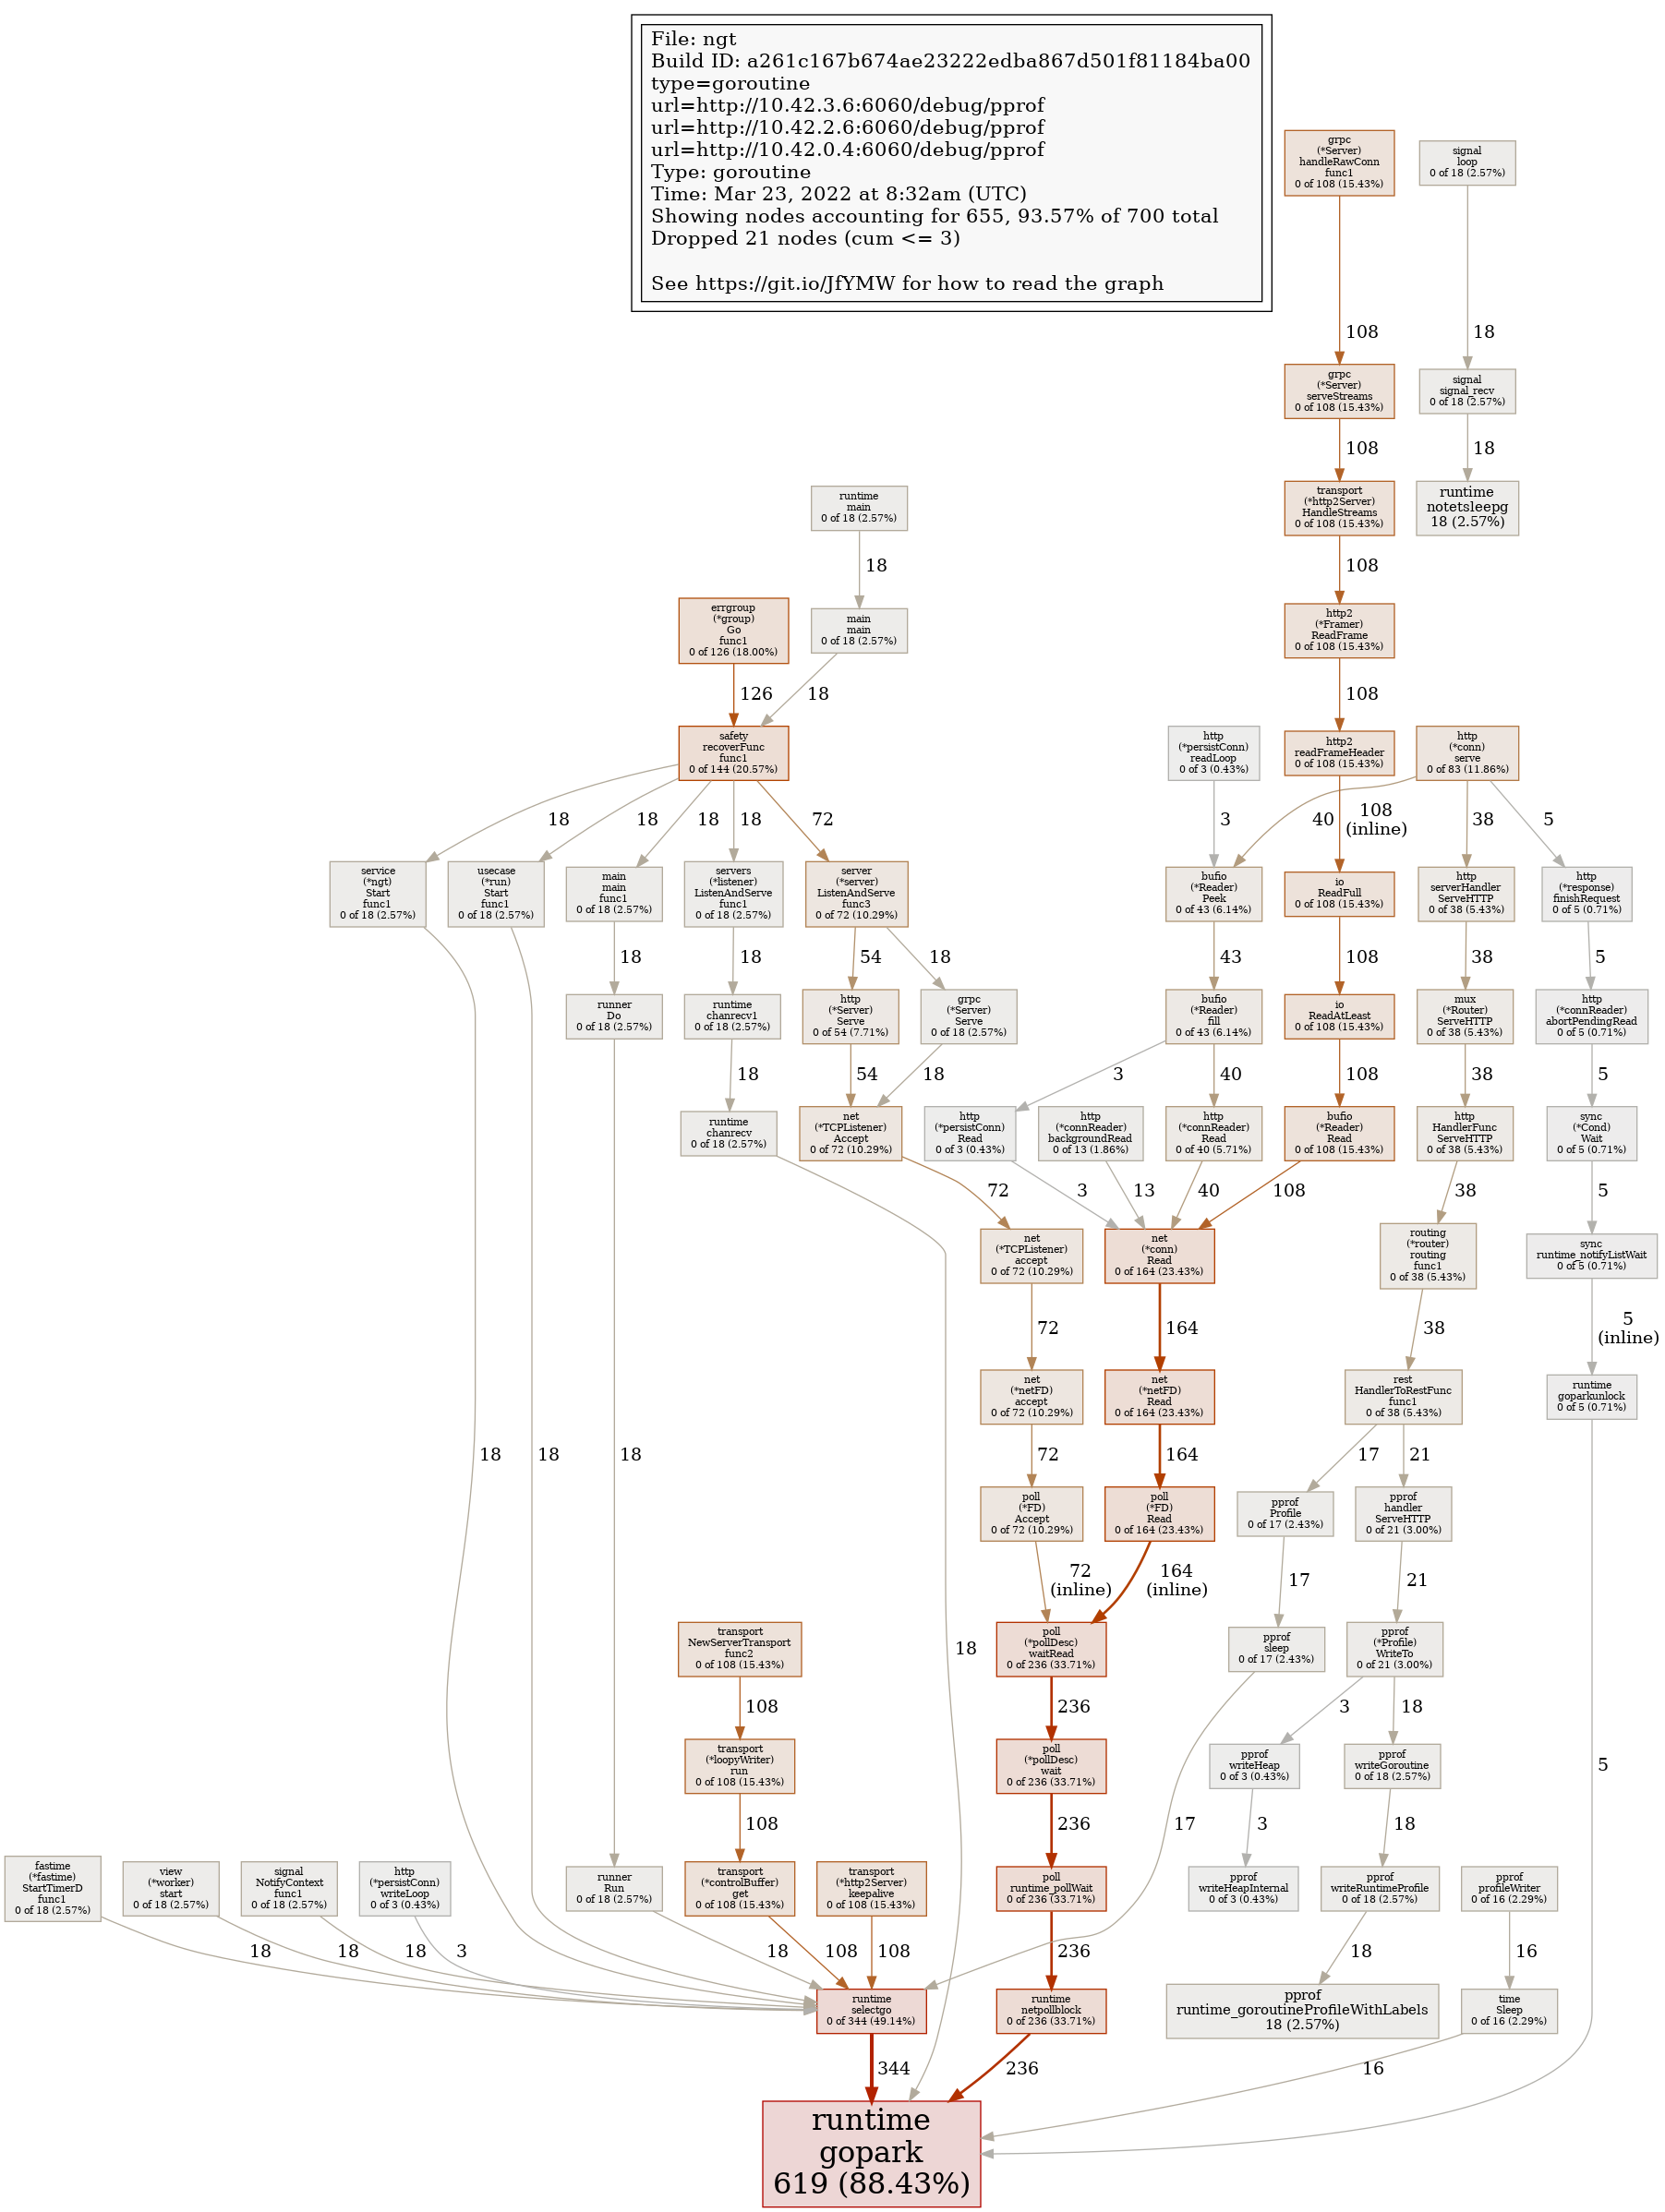 File: ngt
Build ID: a261c167b674ae23222edba867d501f81184ba00
type=goroutine
url=http://10.42.3.6:6060/debug/pprof
url=http://10.42.2.6:6060/debug/pprof
url=http://10.42.0.4:6060/debug/pprof
Type: goroutine
Time: Mar 23, 2022 at 8:32am (UTC)
Showing nodes accounting for 655, 93.57% of 700 total
Dropped 21 nodes (cum <= 3)
See https://git.io/JfYMW for how to read the graph
grpc
(*Server)
handleRawConn
func1
0 of 108 (15.43%)
signal
loop
0 of 18 (2.57%)
108
18
grpc
(*Server)
serveStreams
0 of 108 (15.43%)
signal
signal_recv
0 of 18 (2.57%)
108
18
runtime
main
0 of 18 (2.57%)
transport
(*http2Server)
HandleStreams
0 of 108 (15.43%)
runtime
notetsleepg
18 (2.57%)
18
108
errgroup
(*group)
Go
func1
0 of 126 (18.00%)
main
main
0 of 18 (2.57%)
http2
(*Framer)
ReadFrame
0 of 108 (15.43%)
126
18
108
safety
recoverFunc
func1
0 of 144 (20.57%)
http
(*persistConn)
readLoop
0 of 3 (0.43%)
http2
readFrameHeader
0 of 108 (15.43%)
http
(*conn)
serve
0 of 83 (11.86%)
18
18
18
18
72
3
40
108
(inline)
38
5
service
(*ngt)
Start
func1
0 of 18 (2.57%)
usecase
(*run)
Start
func1
0 of 18 (2.57%)
main
main
func1
0 of 18 (2.57%)
servers
(*listener)
ListenAndServe
func1
0 of 18 (2.57%)
server
(*server)
ListenAndServe
func3
0 of 72 (10.29%)
bufio
(*Reader)
Peek
0 of 43 (6.14%)
io
ReadFull
0 of 108 (15.43%)
http
serverHandler
ServeHTTP
0 of 38 (5.43%)
http
(*response)
finishRequest
0 of 5 (0.71%)
18
18
54
18
43
108
38
5
runner
Do
0 of 18 (2.57%)
runtime
chanrecv1
0 of 18 (2.57%)
http
(*Server)
Serve
0 of 54 (7.71%)
grpc
(*Server)
Serve
0 of 18 (2.57%)
bufio
(*Reader)
fill
0 of 43 (6.14%)
io
ReadAtLeast
0 of 108 (15.43%)
mux
(*Router)
ServeHTTP
0 of 38 (5.43%)
http
(*connReader)
abortPendingRead
0 of 5 (0.71%)
18
54
18
3
40
108
38
5
runtime
chanrecv
0 of 18 (2.57%)
net
(*TCPListener)
Accept
0 of 72 (10.29%)
http
(*persistConn)
Read
0 of 3 (0.43%)
http
(*connReader)
backgroundRead
0 of 13 (1.86%)
http
(*connReader)
Read
0 of 40 (5.71%)
bufio
(*Reader)
Read
0 of 108 (15.43%)
http
HandlerFunc
ServeHTTP
0 of 38 (5.43%)
sync
(*Cond)
Wait
0 of 5 (0.71%)
72
3
13
40
108
38
5
net
(*TCPListener)
accept
0 of 72 (10.29%)
net
(*conn)
Read
0 of 164 (23.43%)
routing
(*router)
routing
func1
0 of 38 (5.43%)
sync
runtime_notifyListWait
0 of 5 (0.71%)
72
164
38
5
(inline)
net
(*netFD)
accept
0 of 72 (10.29%)
net
(*netFD)
Read
0 of 164 (23.43%)
rest
HandlerToRestFunc
func1
0 of 38 (5.43%)
runtime
goparkunlock
0 of 5 (0.71%)
18
18
18
72
164
17
21
poll
(*FD)
Accept
0 of 72 (10.29%)
poll
(*FD)
Read
0 of 164 (23.43%)
pprof
Profile
0 of 17 (2.43%)
pprof
handler
ServeHTTP
0 of 21 (3.00%)
72
(inline)
164
(inline)
17
21
transport
NewServerTransport
func2
0 of 108 (15.43%)
18
poll
(*pollDesc)
waitRead
0 of 236 (33.71%)
pprof
sleep
0 of 17 (2.43%)
pprof
(*Profile)
WriteTo
0 of 21 (3.00%)
108
236
3
18
transport
(*loopyWriter)
run
0 of 108 (15.43%)
poll
(*pollDesc)
wait
0 of 236 (33.71%)
pprof
writeHeap
0 of 3 (0.43%)
pprof
writeGoroutine
0 of 18 (2.57%)
5
108
236
17
3
18
fastime
(*fastime)
StartTimerD
func1
0 of 18 (2.57%)
view
(*worker)
start
0 of 18 (2.57%)
signal
NotifyContext
func1
0 of 18 (2.57%)
http
(*persistConn)
writeLoop
0 of 3 (0.43%)
runner
Run
0 of 18 (2.57%)
transport
(*controlBuffer)
get
0 of 108 (15.43%)
transport
(*http2Server)
keepalive
0 of 108 (15.43%)
poll
runtime_pollWait
0 of 236 (33.71%)
pprof
writeHeapInternal
0 of 3 (0.43%)
pprof
writeRuntimeProfile
0 of 18 (2.57%)
pprof
profileWriter
0 of 16 (2.29%)
18
18
18
3
18
108
108
236
18
16
runtime
selectgo
0 of 344 (49.14%)
runtime
netpollblock
0 of 236 (33.71%)
pprof
runtime_goroutineProfileWithLabels
18 (2.57%)
time
Sleep
0 of 16 (2.29%)
344
236
16
runtime
gopark
619 (88.43%)